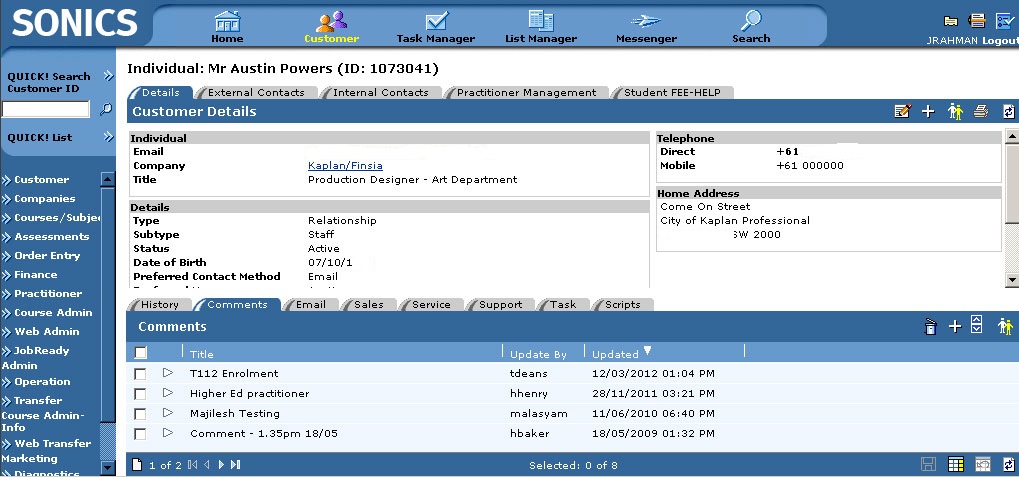 SONICS
Home
Customer
Task Manager
List Manager
Messenger
Search
JRAHMAN Logout
QUICK! Search
Customer ID
QUICK! List
Customer
Companies
Courses/Subje
Assessments
Order Entry
Finance
Practitioner
Course Admin
Web Admin
JobReady
Admin
Operation
Transfer
Course Admin-
Info
Web Transfer
Marketing
Diagnostics
Individual: Mr Austin Powers (ID: 1073041)
Details External Contacts Internal Contacts Practitioner Management Student FEE-HELP
Customer Details
Individual
Email
Company Kaplan/Finsia
Title Production Designer - Art Department
Details
Type Relationship
Subtype Staff
Status Active
Date of Birth 07/10/1
Preferred Contact Method Email
Telephone
Direct +61
Mobile +61 000000
Home Address
Come On Street
City of Kaplan Professional
SW 2000
History Comments Email Sales Service Support Task Scripts
Comments
Title Update By Updated
T112 Enrolment tdeans 12/03/2012 01:04 PM
Higher Ed practitioner hhenry 28/11/2011 03:21 PM
Majilesh Testing malasyam 11/06/2010 06:40 PM
Comment - 1.35pm 18/05 hbaker 18/05/2009 01:32 PM
1 of 2 Selected: 0 of 8